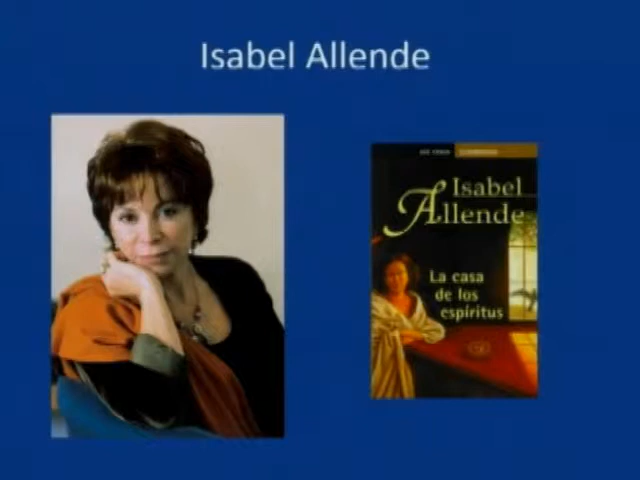 Isabel Allende
Isabel
Allende
La casa
de los
espíritus